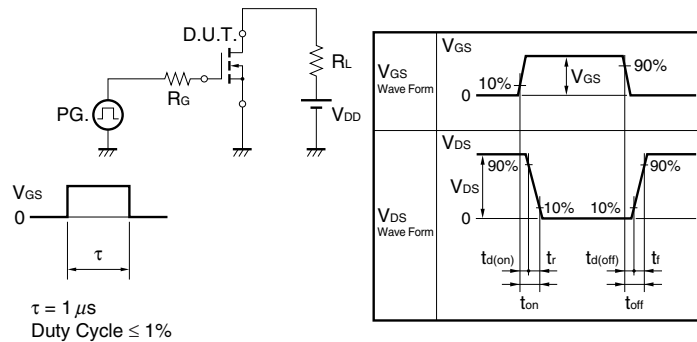 D.U.T.
RL
RG
PG.
VDD
VGS
0
τ
τ = 1 μs
Duty Cycle ≤ 1%
VGS
Wave Form
VGS
10%
VGS
90%
0
VDS
Wave Form
VDS
90%
VDS
10%
10%
90%
0
td(on)
tr
td(off)
tf
ton
toff